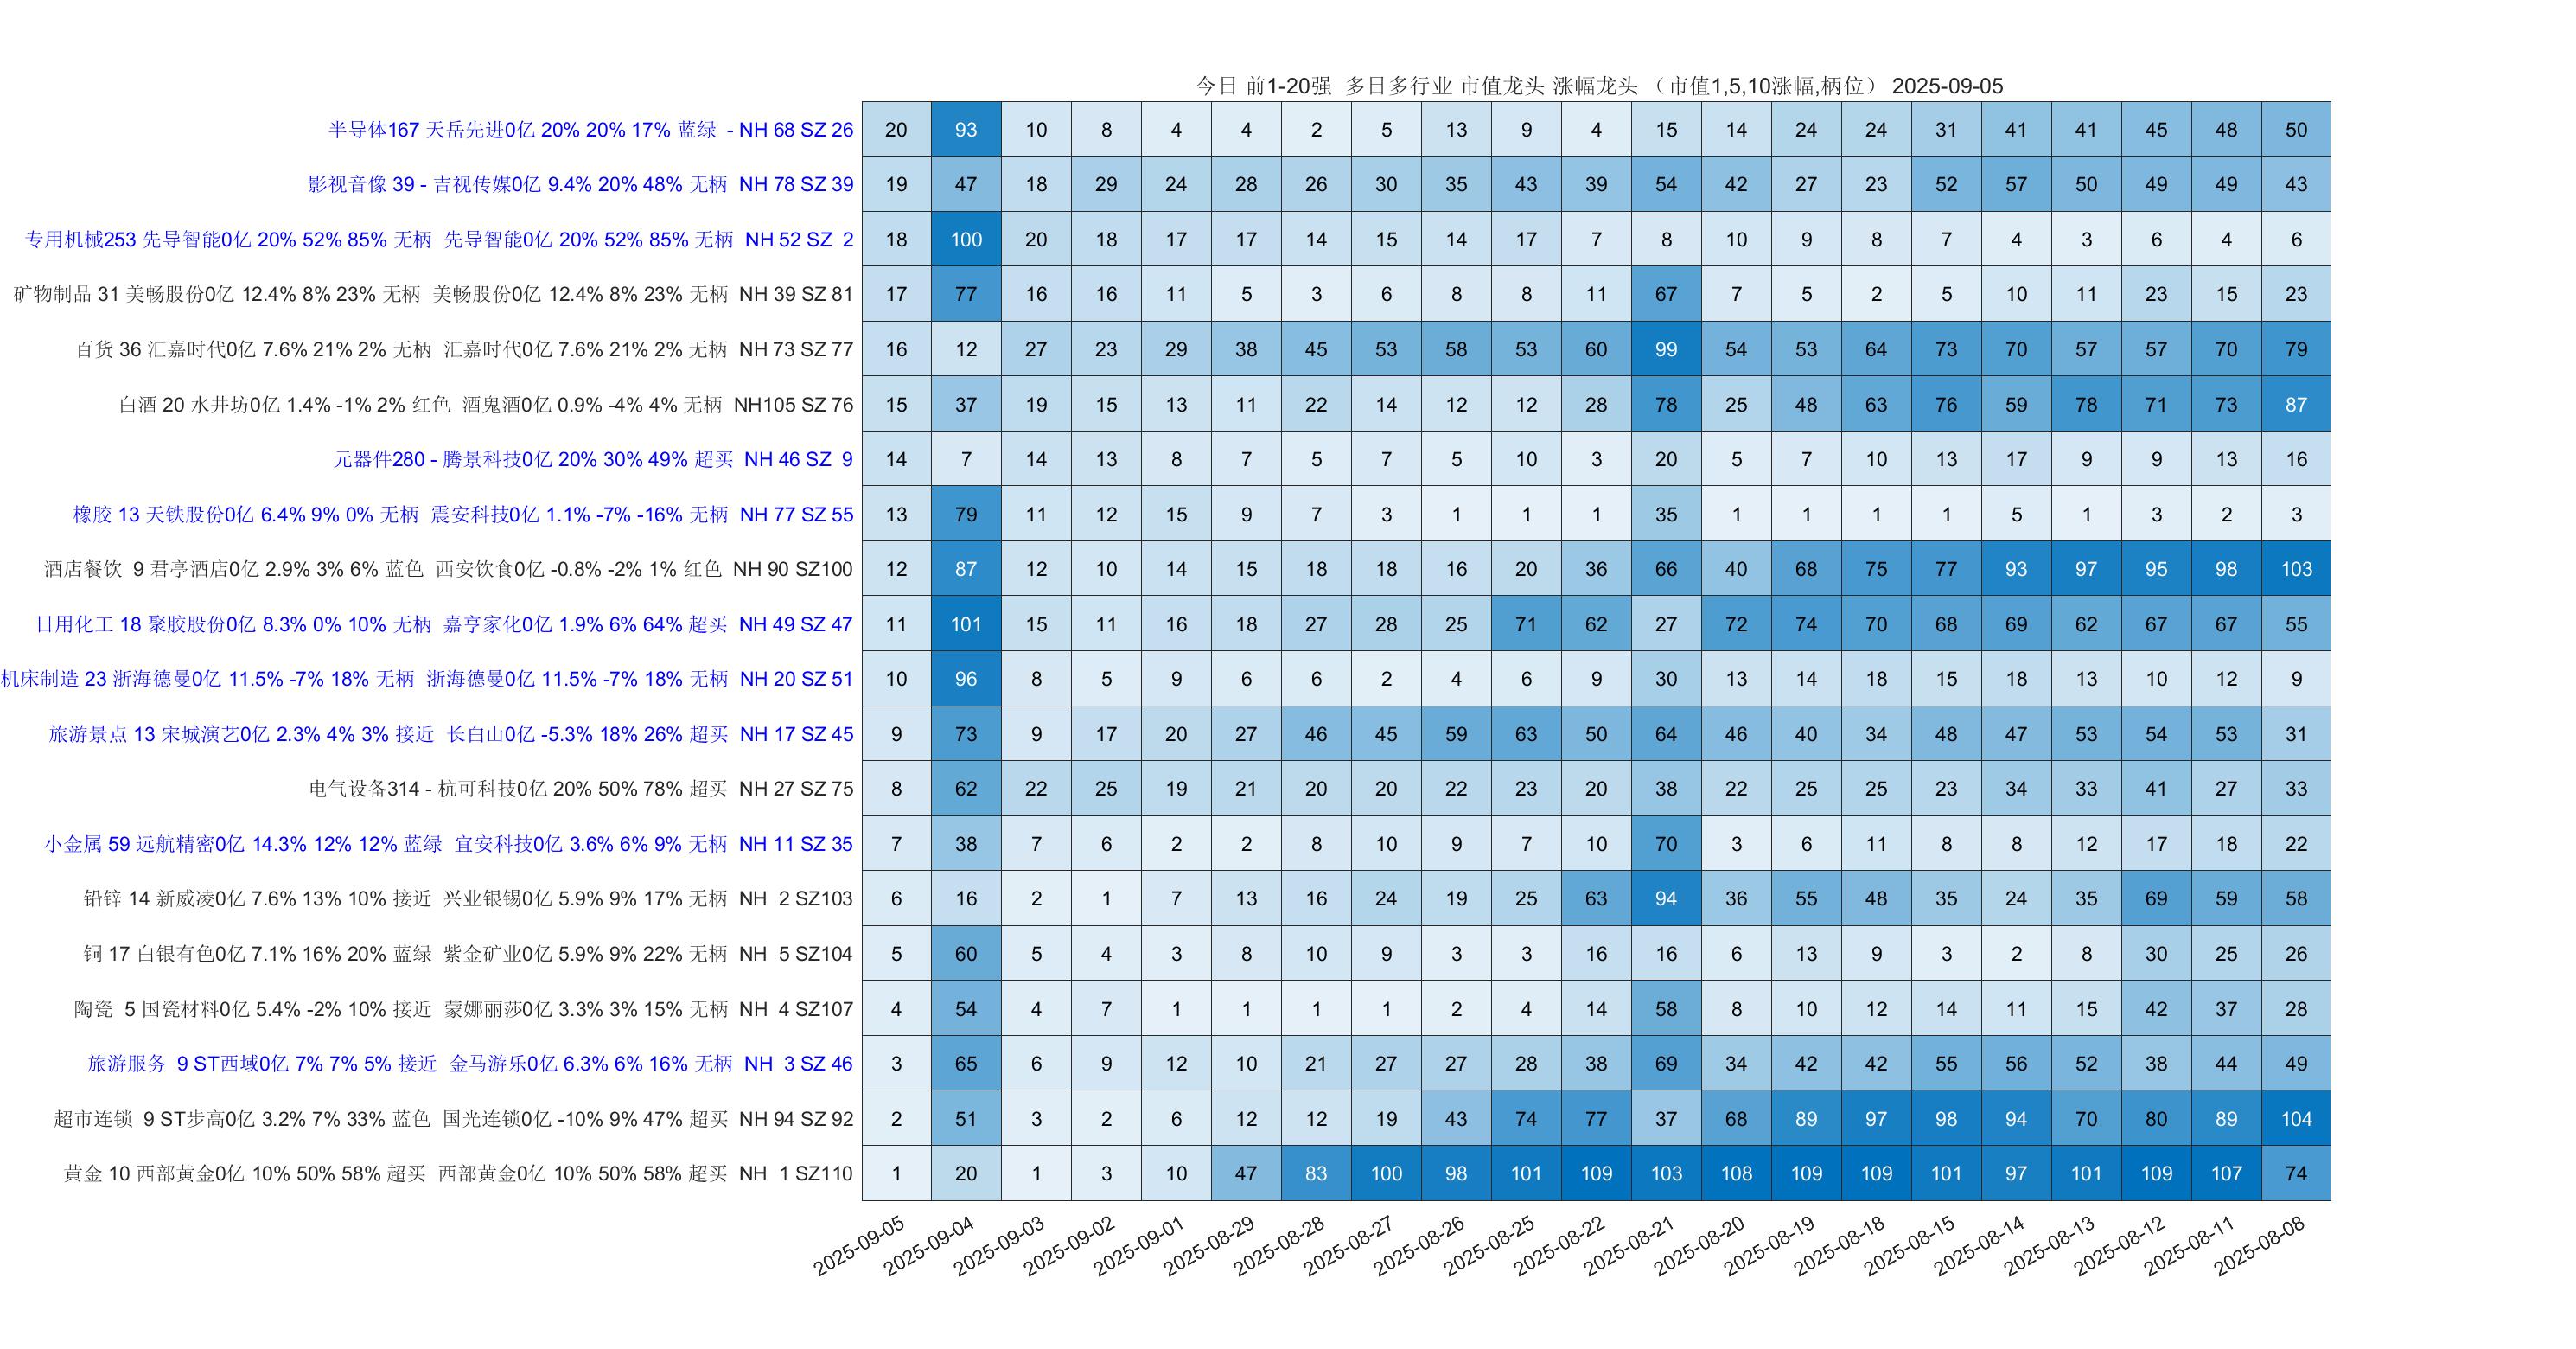 今日 前1-20强 多日多行业 市值龙头 涨幅龙头 （市值1,5,10涨幅,柄位） 2025-09-05
半导体167 天岳先进0亿 20% 20% 17% 蓝绿 - NH 68 SZ 26 20 93 10 8 4 4 2 5 13 9 4 15 14 24 24 31 41 41 45 48 50
影视音像 39 - 吉视传媒0亿 9.4% 20% 48% 无柄 NH 78 SZ 39 19 47 18 29 24 28 26 30 35 43 39 54 42 27 23 52 57 50 49 49 43
专用机械253 先导智能0亿 20% 52% 85% 无柄 先导智能0亿 20% 52% 85% 无柄 NH 52 SZ 2 18 100 20 18 17 17 14 15 14 17 7 8 10 9 8 7 4 3 6 4 6
矿物制品 31 美畅股份0亿 12.4% 8% 23% 无柄 美畅股份0亿 12.4% 8% 23% 无柄 NH 39 SZ 81 17 77 16 16 11 5 3 6 8 8 11 67 7 5 2 5 10 11 23 15 23
百货 36 汇嘉时代0亿 7.6% 21% 2% 无柄 汇嘉时代0亿 7.6% 21% 2% 无柄 NH 73 SZ 77 16 12 27 23 29 38 45 53 58 53 60 99 54 53 64 73 70 57 57 70 79
白酒 20 水井坊0亿 1.4% -1% 2% 红色 酒鬼酒0亿 0.9% -4% 4% 无柄 NH105 SZ 76 15 37 19 15 13 11 22 14 12 12 28 78 25 48 63 76 59 78 71 73 87
元器件280 - 腾景科技0亿 20% 30% 49% 超买 NH 46 SZ 9 14 7 14 13 8 7 5 7 5 10 3 20 5 7 10 13 17 9 9 13 16
橡胶 13 天铁股份0亿 6.4% 9% 0% 无柄 震安科技0亿 1.1% -7% -16% 无柄 NH 77 SZ 55 13 79 11 12 15 9 7 3 1 1 1 35 1 1 1 1 5 1 3 2 3
酒店餐饮 9 君亭酒店0亿 2.9% 3% 6% 蓝色 西安饮食0亿 -0.8% -2% 1% 红色 NH 90 SZ100 12 87 12 10 14 15 18 18 16 20 36 66 40 68 75 77 93 97 95 98 103
日用化工 18 聚胶股份0亿 8.3% 0% 10% 无柄 嘉亨家化0亿 1.9% 6% 64% 超买 NH 49 SZ 47 11 101 15 11 16 18 27 28 25 71 62 27 72 74 70 68 69 62 67 67 55
机床制造 23 浙海德曼0亿 11.5% -7% 18% 无柄 浙海德曼0亿 11.5% -7% 18% 无柄 NH 20 SZ 51 10 96 8 5 9 6 6 2 4 6 9 30 13 14 18 15 18 13 10 12 9
旅游景点 13 宋城演艺0亿 2.3% 4% 3% 接近 长白山0亿 -5.3% 18% 26% 超买 NH 17 SZ 45 9 73 9 17 20 27 46 45 59 63 50 64 46 40 34 48 47 53 54 53 31
电气设备314 - 杭可科技0亿 20% 50% 78% 超买 NH 27 SZ 75 8 62 22 25 19 21 20 20 22 23 20 38 22 25 25 23 34 33 41 27 33
小金属 59 远航精密0亿 14.3% 12% 12% 蓝绿 宜安科技0亿 3.6% 6% 9% 无柄 NH 11 SZ 35 7 38 7 6 2 2 8 10 9 7 10 70 3 6 11 8 8 12 17 18 22
铅锌 14 新威凌0亿 7.6% 13% 10% 接近 兴业银锡0亿 5.9% 9% 17% 无柄 NH 2 SZ103 6 16 2 1 7 13 16 24 19 25 63 94 36 55 48 35 24 35 69 59 58
铜 17 白银有色0亿 7.1% 16% 20% 蓝绿 紫金矿业0亿 5.9% 9% 22% 无柄 NH 5 SZ104 5 60 5 4 3 8 10 9 3 3 16 16 6 13 9 3 2 8 30 25 26
陶瓷 5 国瓷材料0亿 5.4% -2% 10% 接近 蒙娜丽莎0亿 3.3% 3% 15% 无柄 NH 4 SZ107 4 54 4 7 1 1 1 1 2 4 14 58 8 10 12 14 11 15 42 37 28
旅游服务 9 ST西域0亿 7% 7% 5% 接近 金马游乐0亿 6.3% 6% 16% 无柄 NH 3 SZ 46 3 65 6 9 12 10 21 27 27 28 38 69 34 42 42 55 56 52 38 44 49
超市连锁 9 ST步高0亿 3.2% 7% 33% 蓝色 国光连锁0亿 -10% 9% 47% 超买 NH 94 SZ 92 2 51 3 2 6 12 12 19 43 74 77 37 68 89 97 98 94 70 80 89 104
黄金 10 西部黄金0亿 10% 50% 58% 超买 西部黄金0亿 10% 50% 58% 超买 NH 1 SZ110 1 20 1 3 10 47 83 100 98 101 109 103 108 109 109 101 97 101 109 107 74
2025-09-05 2025-09-04 2025-09-03 2025-09-02 2025-09-01 2025-08-29 2025-08-28 2025-08-27 2025-08-26 2025-08-25 2025-08-22 2025-08-21 2025-08-20 2025-08-19 2025-08-18 2025-08-15 2025-08-14 2025-08-13 2025-08-12 2025-08-11 2025-08-08